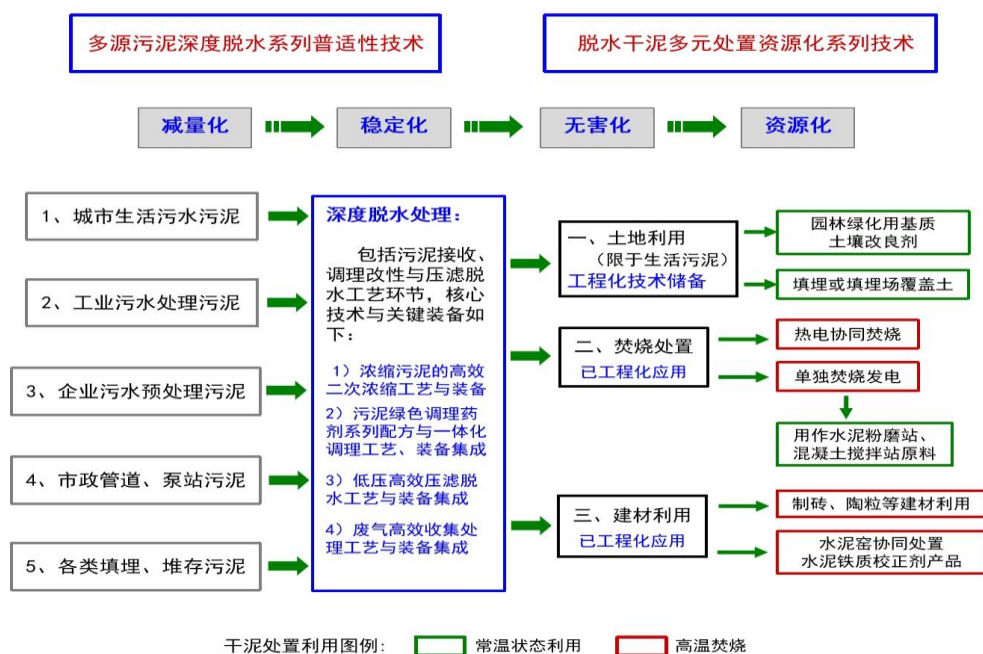 多源污泥深度脱水系列普适性技术
脱水干泥多元处置资源化系列技术
减量化
稳定化
无害化
资源化
1、城市生活污水污泥
2、工业污水处理污泥
3、企业污水预处理污泥
4、市政管道、泵站污泥
5、各类填埋、堆存污泥
深度脱水处理：
包括污泥接收、
调理改性与压滤脱
水工艺环节，核心
技术与关键装备如
下：
1）浓缩污泥的高效
二次浓缩工艺与装备
2）污泥绿色调理药
剂系列配方与一体化
调理工艺、装备集成
3）低压高效压滤脱
水工艺与装备集成
4）废气高效收集处
理工艺与装备集成
一、土地利用
（限于生活污泥）
工程化技术储备
二、焚烧处置
已工程化应用
三、建材利用
已工程化应用
园林绿化用基质
土壤改良剂
填埋或填埋场覆盖土
热电协同焚烧
单独焚烧发电
用作水泥粉磨站、
混凝土搅拌站原料
制砖、陶粒等建材利用
水泥窑协同处置
水泥铁质校正剂产品
干泥处置利用图例：
常温状态利用
高温焚烧